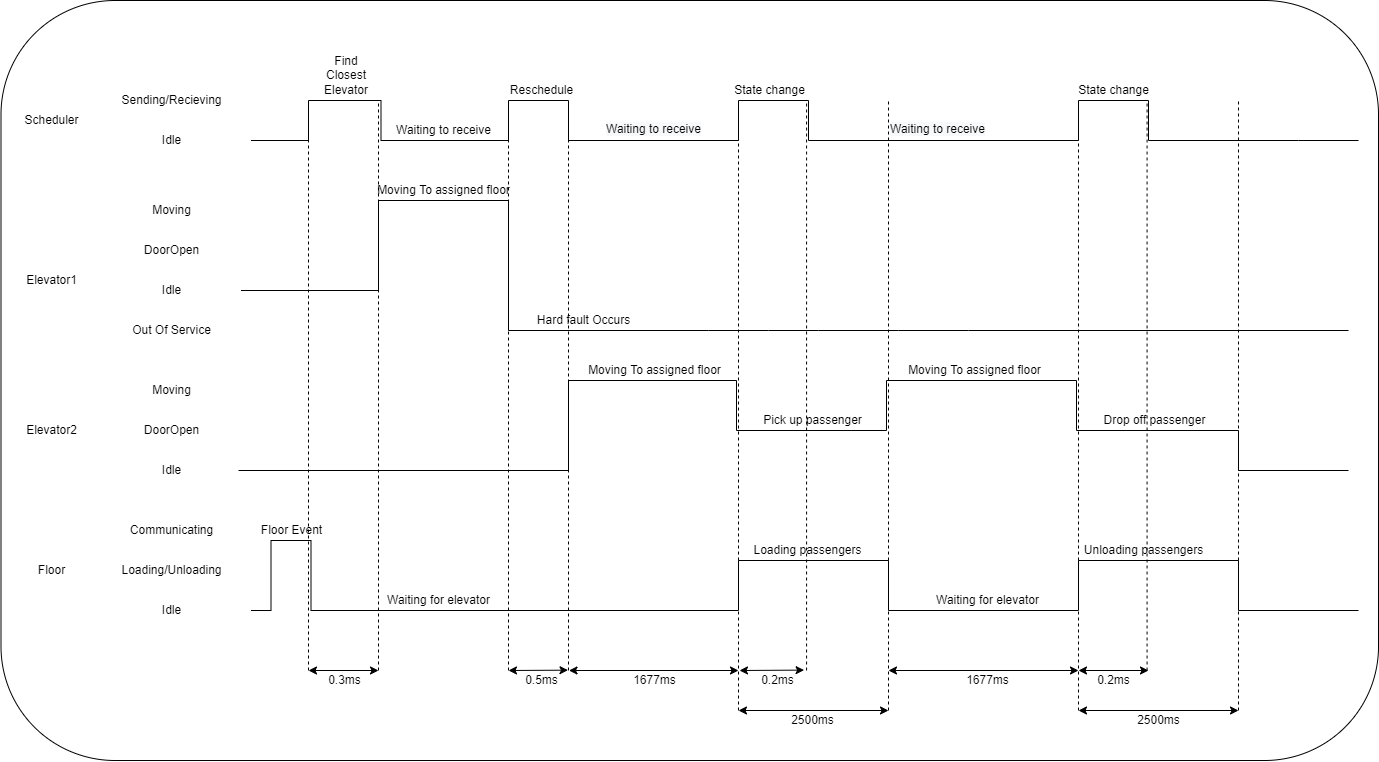 Find
Closest
Elevator
Reschedule
State change
State change
Sending/Recieving
Scheduler
Waiting to receive
Waiting to receive
Waiting to receive
Idle
Moving To assigned floor
Moving
DoorOpen
Elevator1
Idle
Hard fault Occurs
Out Of Service
Moving To assigned floor
Moving To assigned floor
Moving
Pick up passenger
Drop off passenger
Elevator2
DoorOpen
Idle
Communicating
Floor Event
Loading passengers
Unloading passengers
Floor
Loading/Unloading
Waiting for elevator
Waiting for elevator
Idle
0.3ms
0.5ms
1677ms
0.2ms
1677ms
0.2ms
2500ms
2500ms